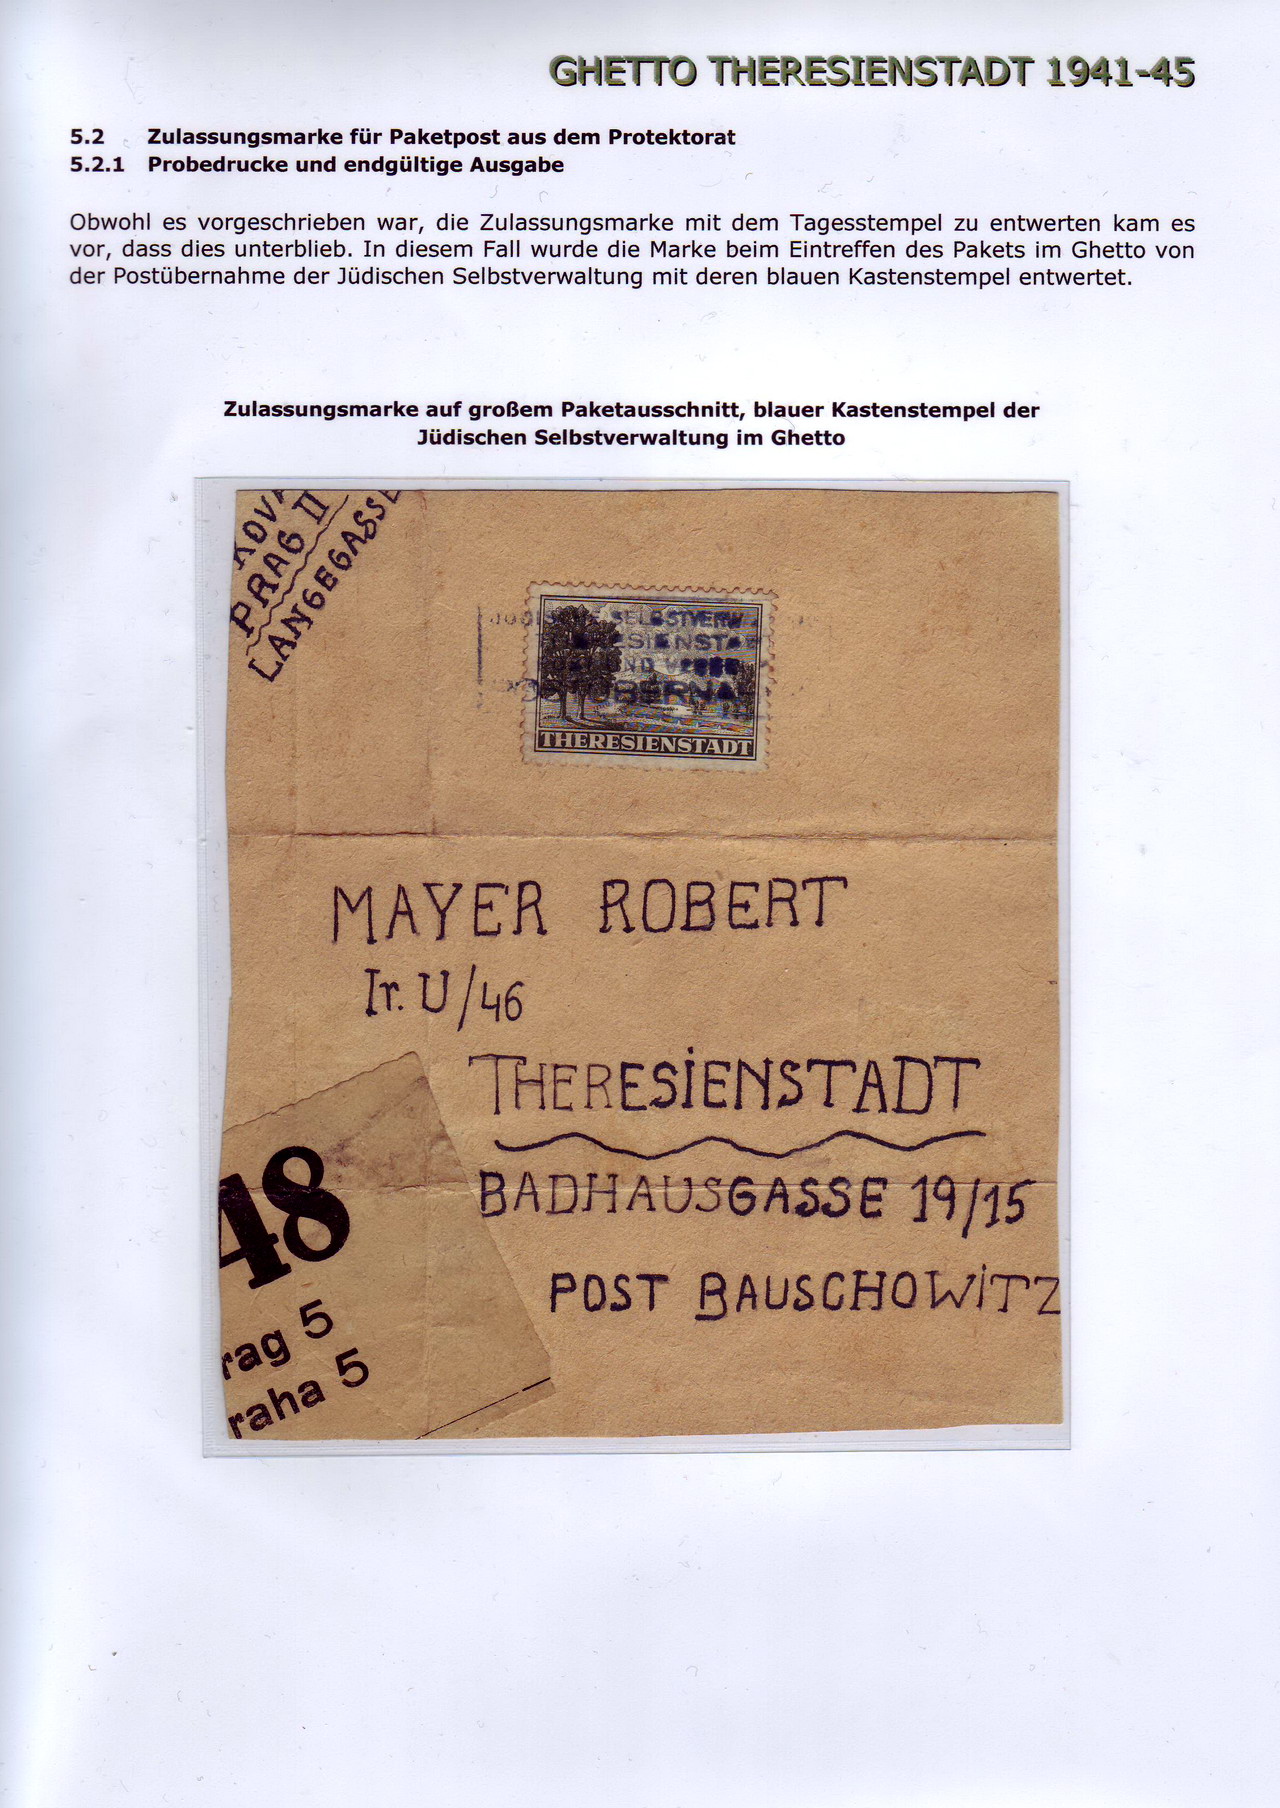 GHETTO THERESIENSTADT 1941-45
5.2 Zulassungsmarke für Paketpost aus dem Protektorat
5.2.1 Probedrucke und endgültige Ausgabe
Obwohl es vorgeschrieben war, die Zulassungsmarke mit dem Tagesstempel zu entwerten kam es
vor, dass dies unterblieb. In diesem Fall wurde die Marke beim Eintreffen des Pakets im Ghetto von
der Postübernahme der Jüdischen Selbstverwaltung mit deren blauen Kastenstempel entwertet.
Zulassungsmarke auf großem Paketausschnitt, blauer Kastenstempel der
Jüdischen Selbstverwaltung im Ghetto
KOVA
PRAG II
LANGEGASSE
THERESIENSTADT
MAYER ROBERT
Ir. U/46
THERESIENSTADT
BADHAUSGASSE 19/15
POST BAUSCHOWITZ
48
rag 5
raha 5